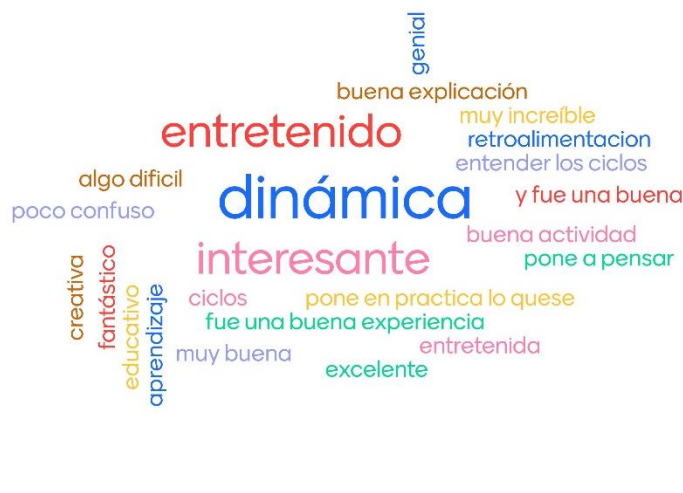 genial
buena explicación
muy increíble
entretenido
retroalimentacion
entender los ciclos
algo dificil
dinámica
y fue una buena
poco confuso
buena actividad
interesante
pone a pensar
creativa
fantástico
educativo
aprendizaje
ciclos
pone en practica lo quese
fue una buena experiencia
muy buena
entretenida
excelente